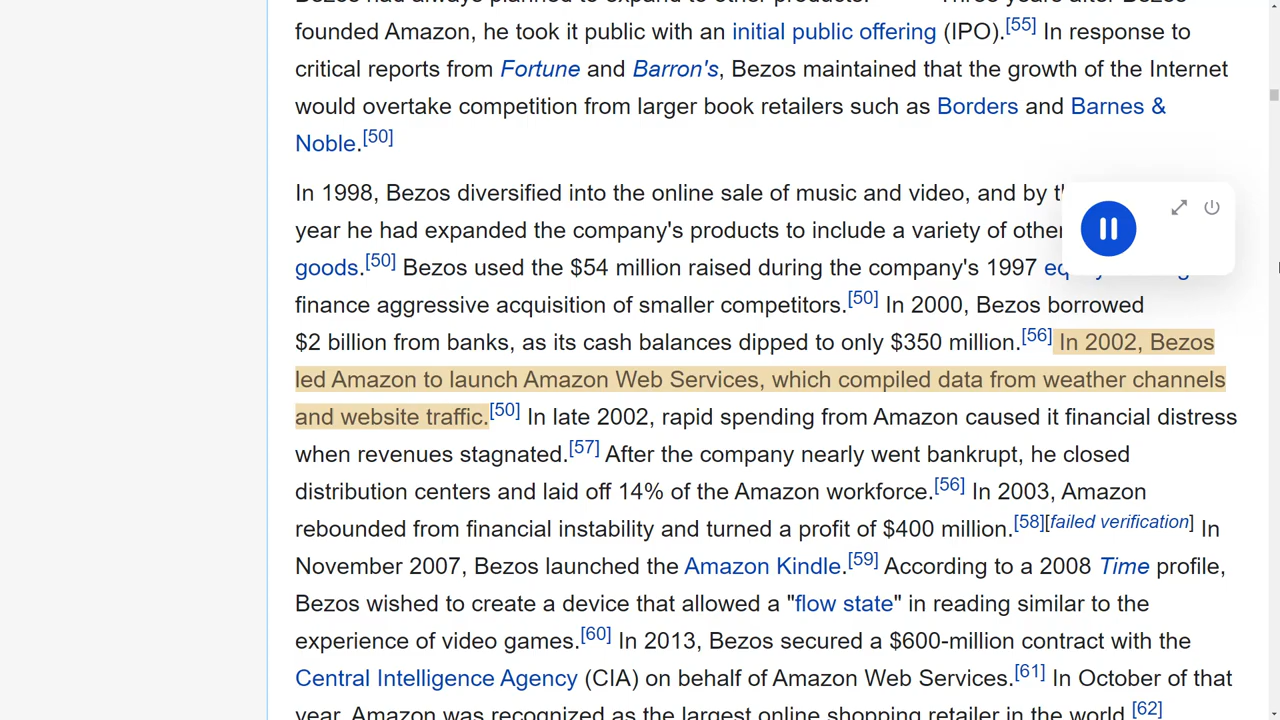 founded Amazon, he took it public with an initial public offering (IPO).[55] In response to
critical reports from Fortune and Barron's, Bezos maintained that the growth of the Internet
would overtake competition from larger book retailers such as Borders and Barnes &
Noble.[50]
In 1998, Bezos diversified into the online sale of music and video, and by
year he had expanded the company's products to include a variety of other
goods.[50] Bezos used the $54 million raised during the company's 1997
finance aggressive acquisition of smaller competitors.[50] In 2000, Bezos borrowed
$2 billion from banks, as its cash balances dipped to only $350 million.[56] In 2002, Bezos
led Amazon to launch Amazon Web Services, which compiled data from weather channels
and website traffic.[50] In late 2002, rapid spending from Amazon caused it financial distress
when revenues stagnated.[57] After the company nearly went bankrupt, he closed
distribution centers and laid off 14% of the Amazon workforce.[56] In 2003, Amazon
rebounded from financial instability and turned a profit of $400 million.[58][failed verification] In
November 2007, Bezos launched the Amazon Kindle.[59] According to a 2008 Time profile,
Bezos wished to create a device that allowed a "flow state" in reading similar to the
experience of video games.[60] In 2013, Bezos secured a $600-million contract with the
Central Intelligence Agency (CIA) on behalf of Amazon Web Services.[61] In October of that
year, Amazon was recognized as the largest online shopping retailer in the world.[62]